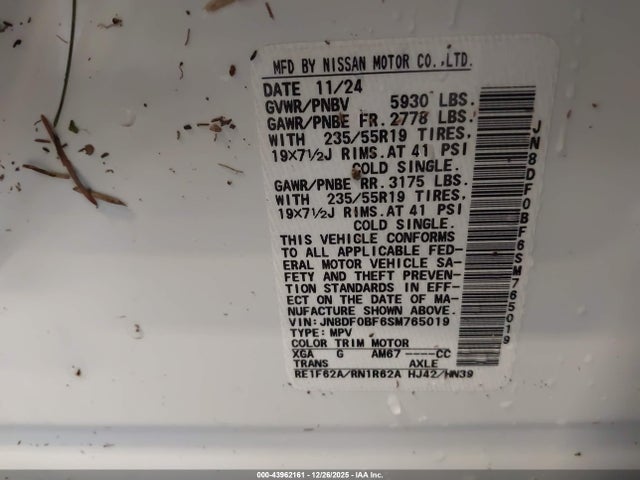 MFD BY NISSAN MOTOR CO.,LTD.
DATE 11/24
GVWR/PNBV 5930 LBS.
GAWR/PNBE FR. 2778 LBS.
WITH 235/55R19 TIRES,
19X7½J RIMS.AT 41 PSI
COLD SINGLE.
GAWR/PNBE RR. 3175 LBS.
WITH 235/55R19 TIRES,
19X7½J RIMS.AT 41 PSI
COLD SINGLE.
THIS VEHICLE CONFORMS
TO ALL APPLICABLE FED-
ERAL MOTOR VEHICLE SA-
FETY AND THEFT PREVEN-
TION STANDARDS IN EFF-
ECT ON THE DATE OF MA-
NUFACTURE SHOWN ABOVE.
VIN:JN8DF0BF6SM765019
TYPE: MPV
COLOR TRIM MOTOR
XGA G AM67 ----CC
TRANS AXLE
RE1F62A/RN1R62A HJ42/HN39
JN8DF0BF6SM765019
000-43962161 - 12/26/2025 - IAA Inc.